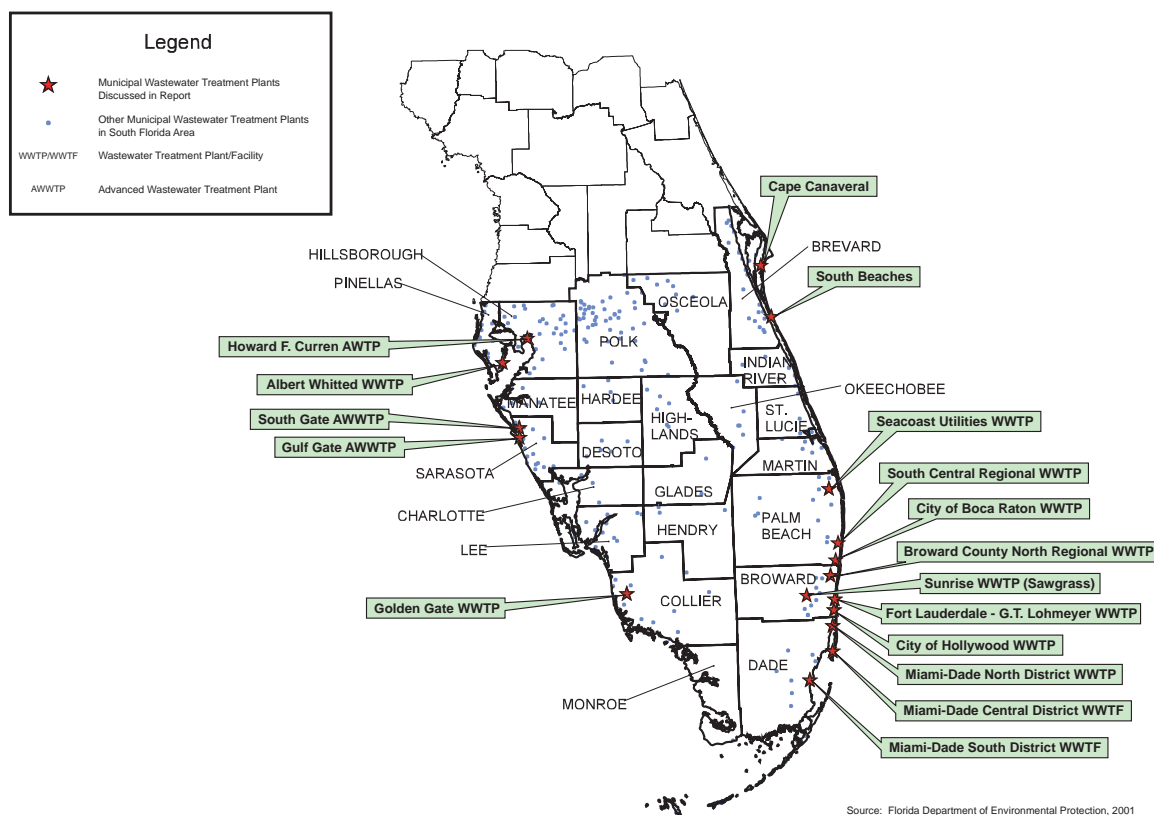 Legend
Municipal Wastewater Treatment Plants
Discussed in Report
Other Municipal Wastewater Treatment Plants
in South Florida Area
WWTP/WWTF Wastewater Treatment Plant/Facility
AWWTP Advanced Wastewater Treatment Plant
Cape Canaveral
BREVARD
HILLSBOROUGH
South Beaches
PINELLAS
OSCEOLA
Howard F. Curren AWTP
POLK
INDIAN
RIVER
Albert Whitted WWTP
OKEECHOBEE
MANATEE
HARDEE
HIGH-
LANDS
ST.
LUCIE
South Gate AWWTP
Seacoast Utilities WWTP
Gulf Gate AWWTP
DESOTO
SARASOTA
MARTIN
South Central Regional WWTP
GLADES
CHARLOTTE
City of Boca Raton WWTP
PALM
BEACH
HENDRY
LEE
Broward County North Regional WWTP
BROWARD
Sunrise WWTP (Sawgrass)
COLLIER
Golden Gate WWTP
Fort Lauderdale - G.T. Lohmeyer WWTP
City of Hollywood WWTP
DADE
Miami-Dade North District WWTP
MONROE
Miami-Dade Central District WWTF
Miami-Dade South District WWTF
Source: Florida Department of Environmental Protection, 2001